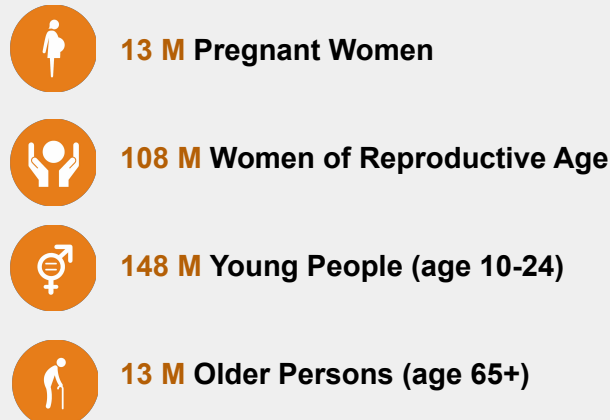 13 M Pregnant Women
108 M Women of Reproductive Age
148 M Young People (age 10-24)
13 M Older Persons (age 65+)